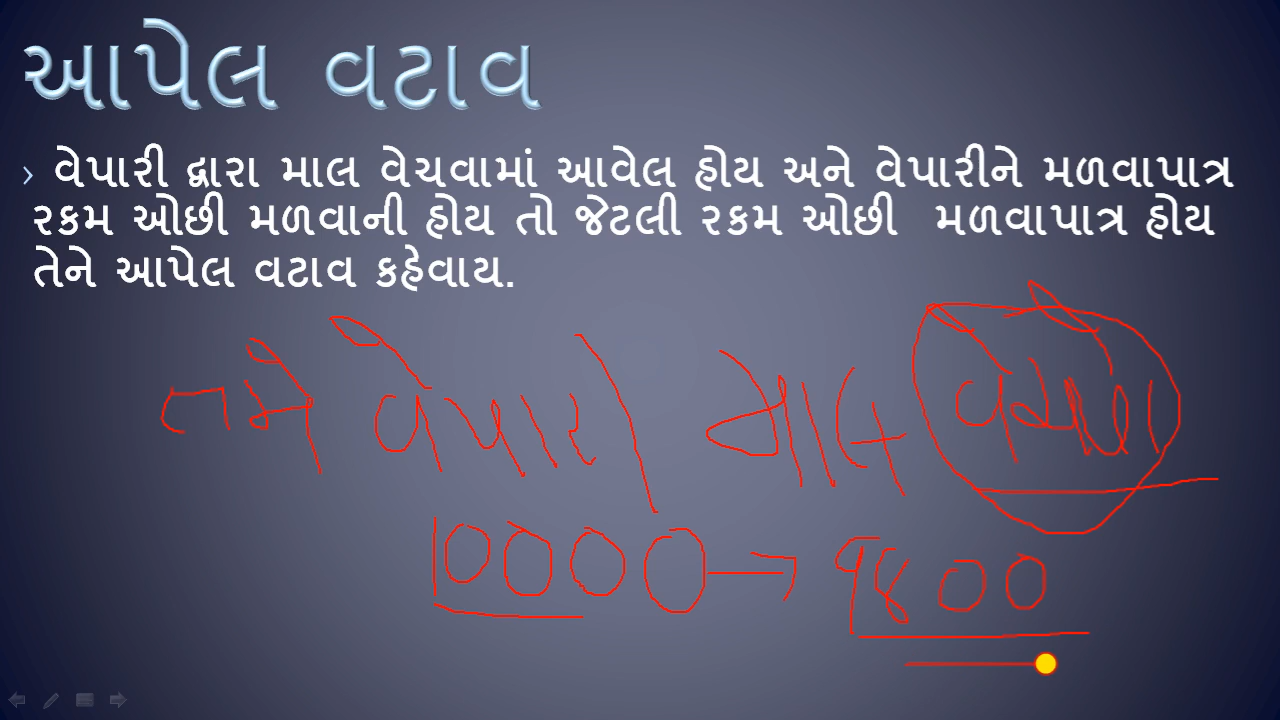 આપેલ વટાવ
› વેપારી દ્વારા માલ વેચવામાં આવેલ હોય અને વેપારીને મળવાપાત્ર
રકમ ઓછી મળવાની હોય તો જેટલી રકમ ઓછી મળવાપાત્ર હોય
તેને આપેલ વટાવ કહેવાય.
તમે વેપારી માલ
10000 → 9800